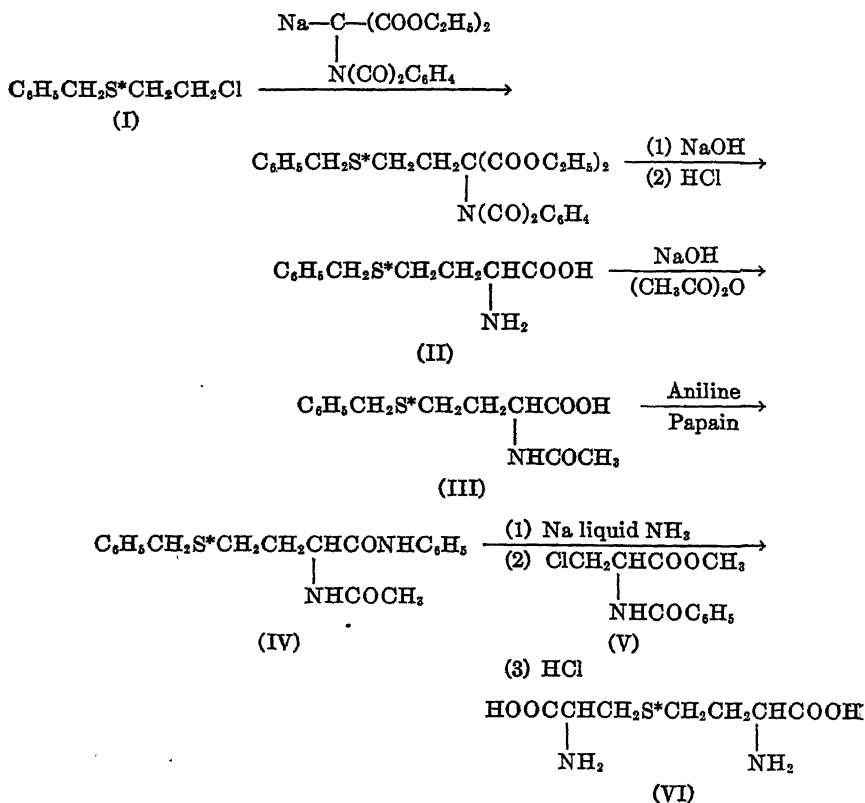 Na—C—(COOC₂H₅)₂
N(CO)₂C₆H₄
C₆H₅CH₂S*CH₂CH₂Cl
(I)
C₆H₅CH₂S*CH₂CH₂C(COOC₂H₅)₂ (1) NaOH
(2) HCl
N(CO)₂C₆H₄
C₆H₅CH₂S*CH₂CH₂CHCOOH NaOH
(CH₃CO)₂O
NH₂
(II)
C₆H₅CH₂S*CH₂CH₂CHCOOH Aniline
Papain
NHCOCH₃
(III)
C₆H₅CH₂S*CH₂CH₂CHCONHC₆H₅ (1) Na liquid NH₃
(2) ClCH₂CHCOOCH₃
NHCOCH₃ NHCOC₆H₅
(IV) (V)
(3) HCl
HOOCCHCH₂S*CH₂CH₂CHCOOH
NH₂ NH₂
(VI)